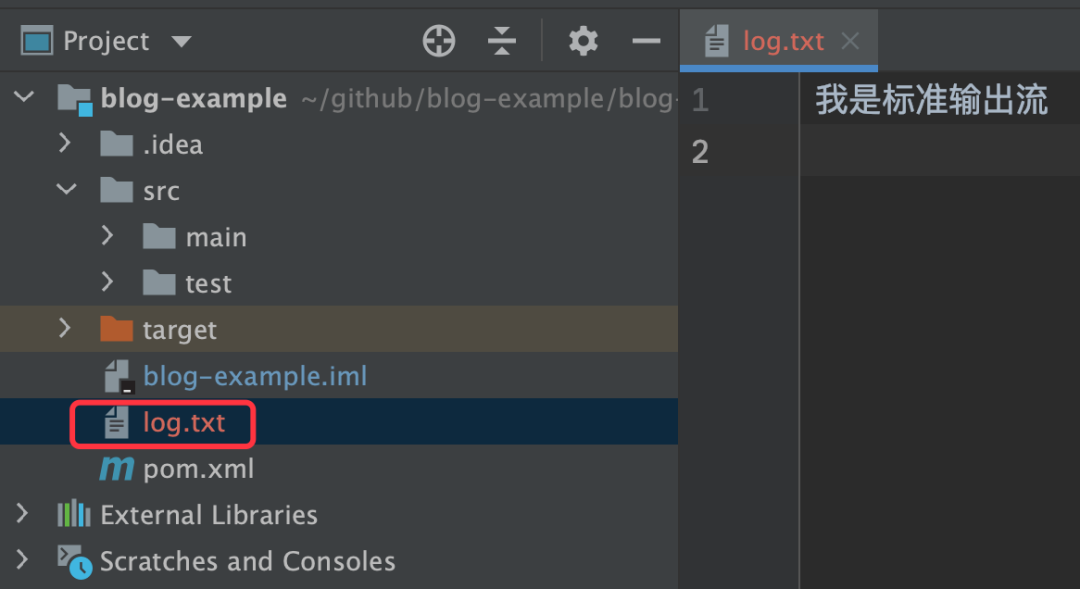 Project
log.txt
blog-example ~/github/blog-example/blog-
.idea
src
main
test
target
blog-example.iml
log.txt
pom.xml
External Libraries
Scratches and Consoles
1 我是标准输出流
2